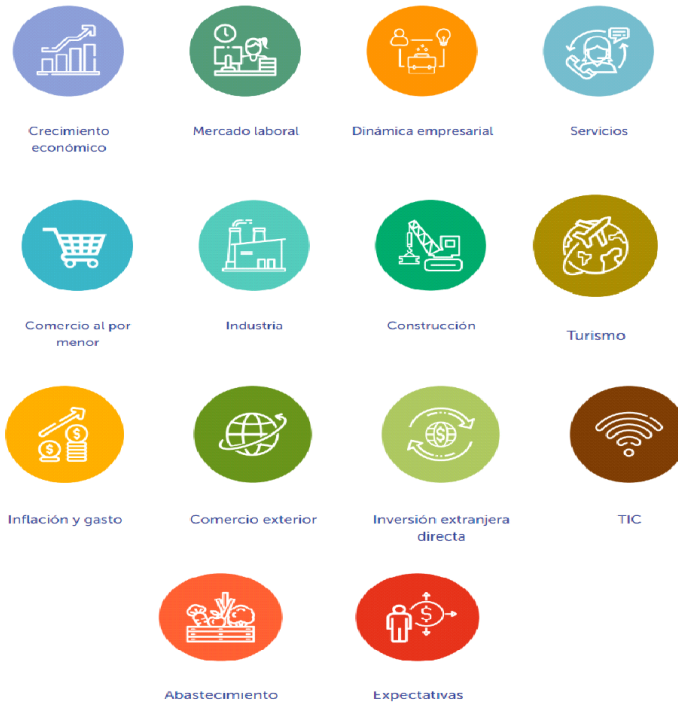 Crecimiento
económico
Mercado laboral
Dinámica empresarial
Servicios
Comercio al por
menor
Industria
Construcción
Turismo
Inflación y gasto
Comercio exterior
Inversión extranjera
directa
TIC
Abastecimiento
Expectativas